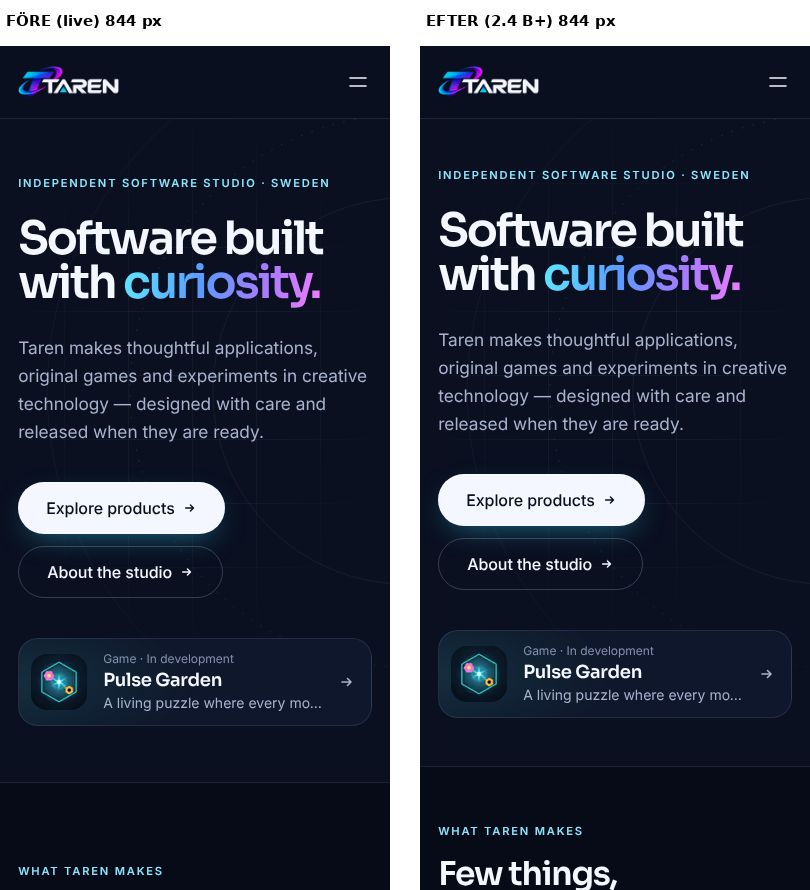 FÖRE (live) 844 px
TAREN
INDEPENDENT SOFTWARE STUDIO · SWEDEN
Software built
with curiosity.
Taren makes thoughtful applications,
original games and experiments in creative
technology — designed with care and
released when they are ready.
Explore products →
About the studio →
Game · In development
Pulse Garden
A living puzzle where every mo...
→
WHAT TAREN MAKES
EFTER (2.4 B+) 844 px
TAREN
INDEPENDENT SOFTWARE STUDIO · SWEDEN
Software built
with curiosity.
Taren makes thoughtful applications,
original games and experiments in creative
technology — designed with care and
released when they are ready.
Explore products →
About the studio →
Game · In development
Pulse Garden
A living puzzle where every mo...
→
WHAT TAREN MAKES
Few things,